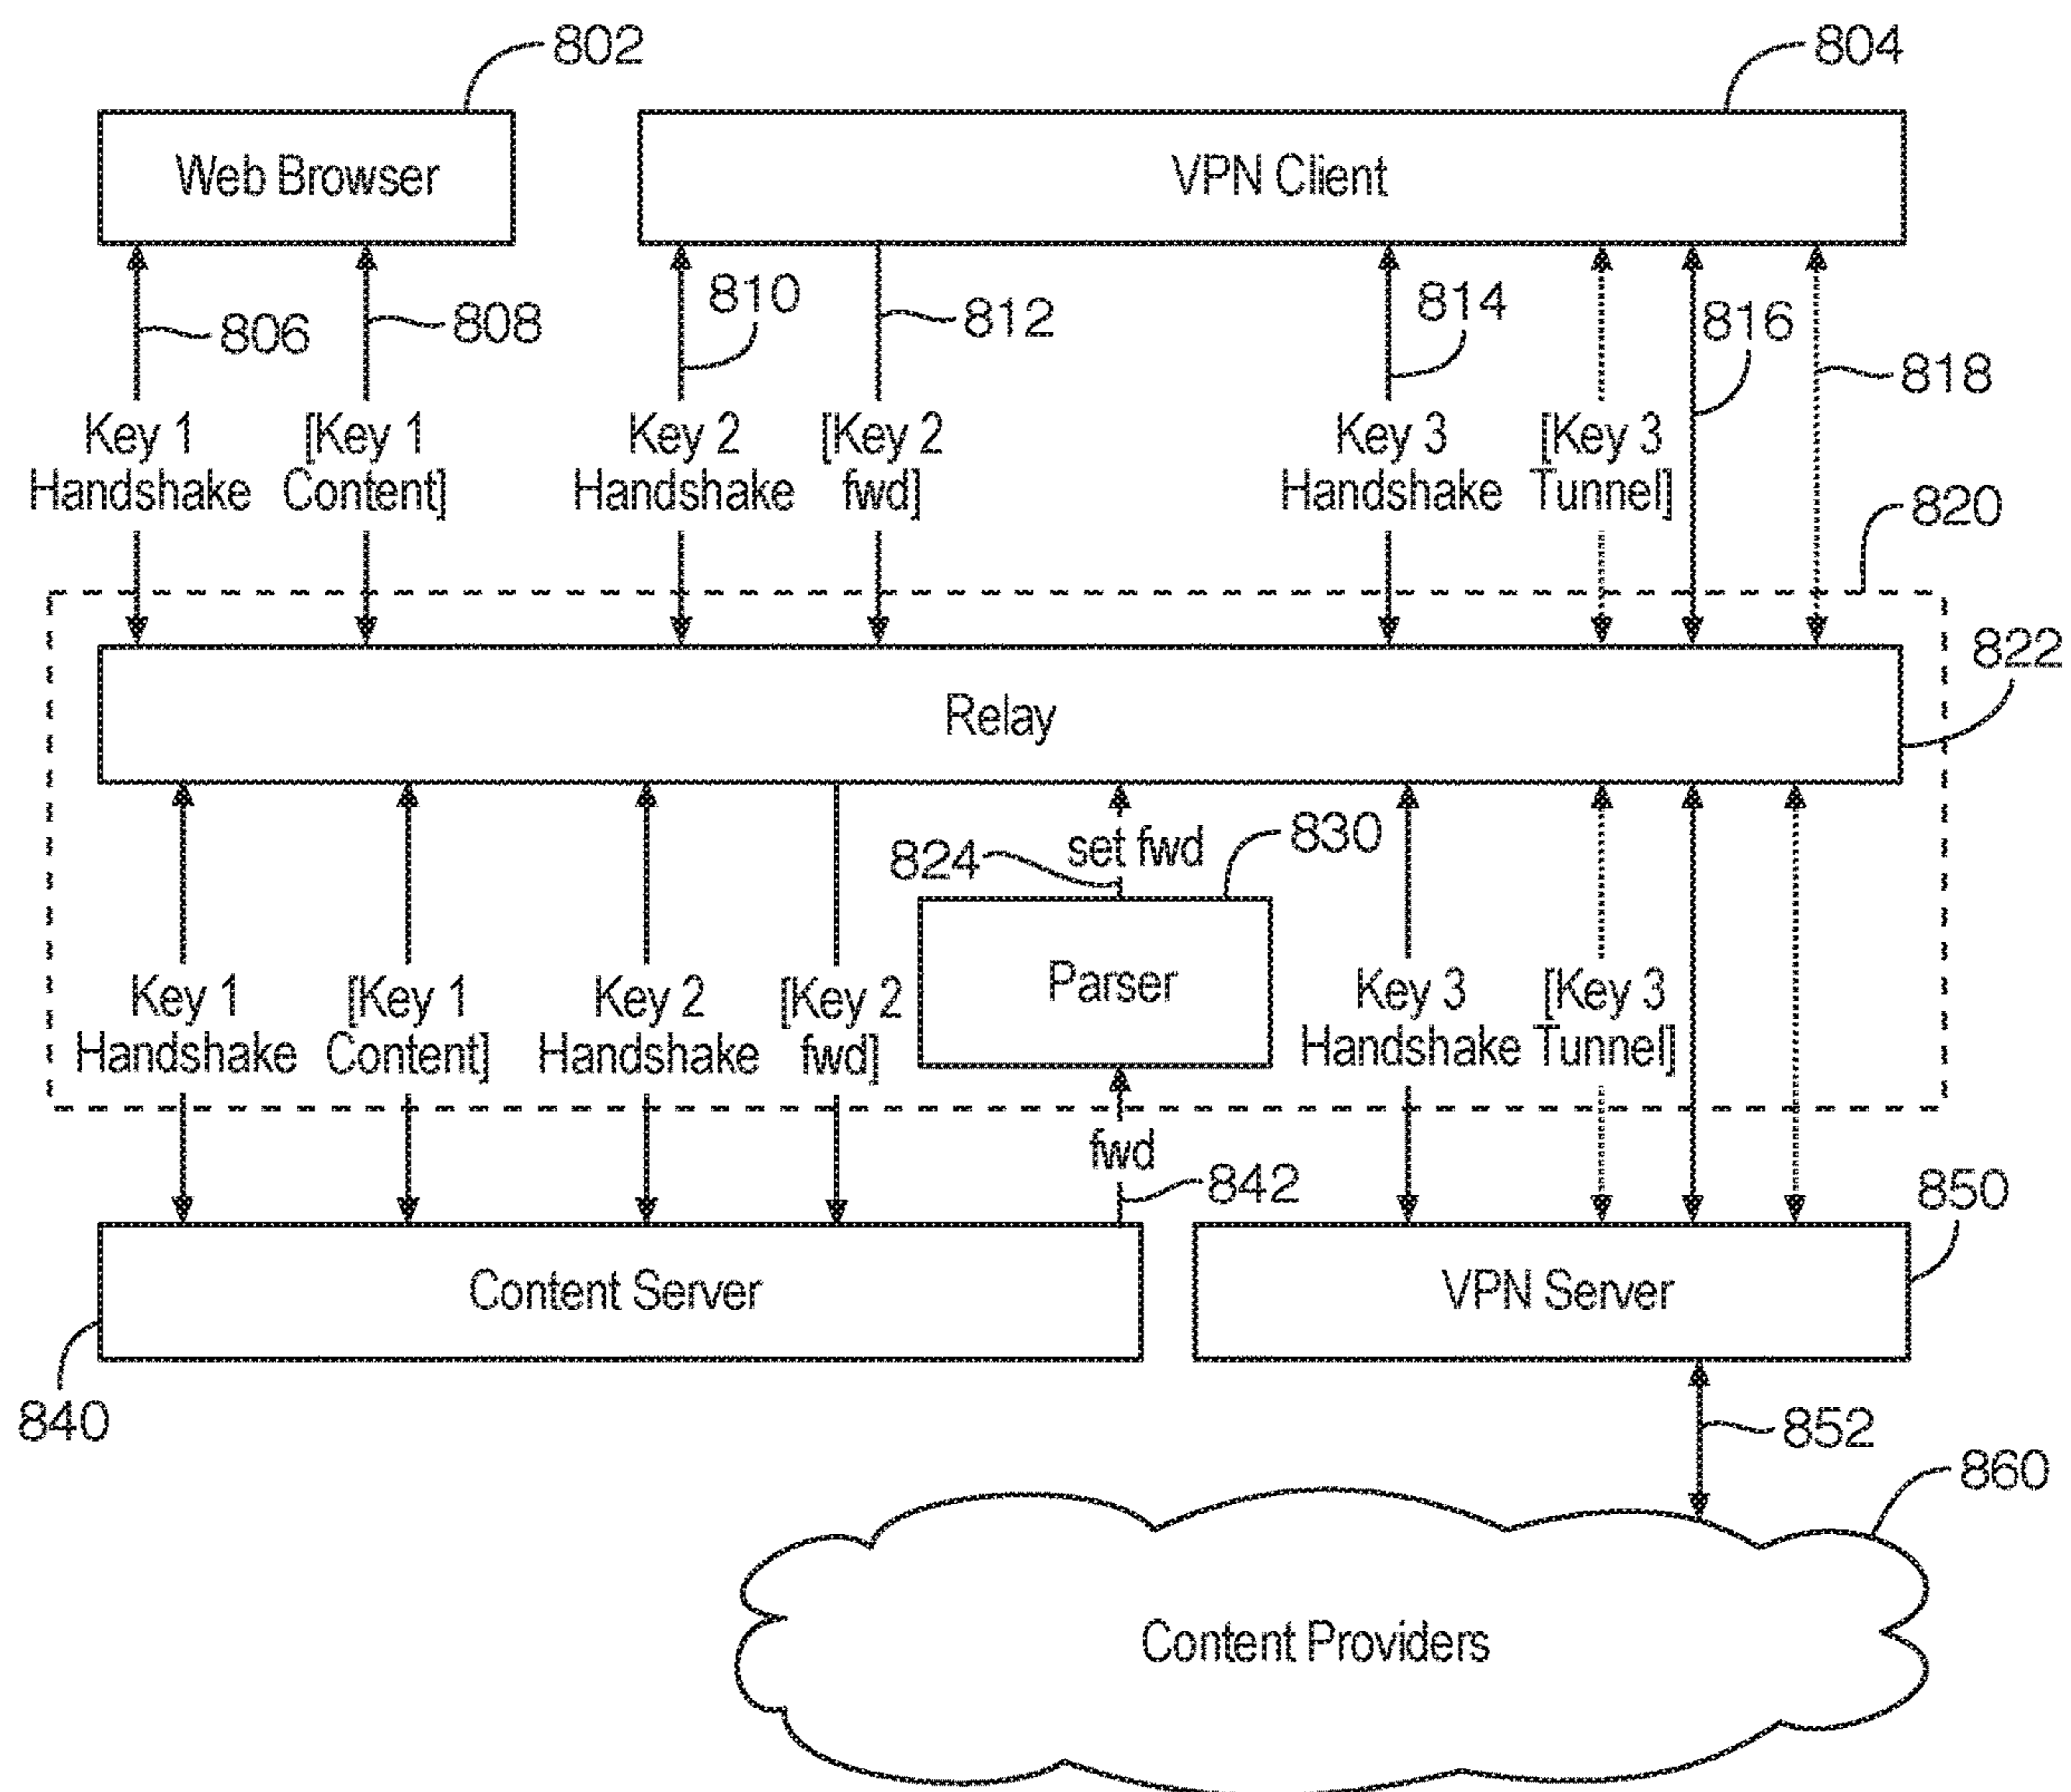 802
804
Web Browser
VPN Client
806
808
810
812
814
816
818
Key 1
Handshake
[Key 1
Content]
Key 2
Handshake
[Key 2
fwd]
Key 3
Handshake
[Key 3
Tunnel]
820
822
Relay
824
set fwd
830
Parser
Key 1
Handshake
[Key 1
Content]
Key 2
Handshake
[Key 2
fwd]
Key 3
Handshake
[Key 3
Tunnel]
fwd
842
850
Content Server
VPN Server
840
852
860
Content Providers